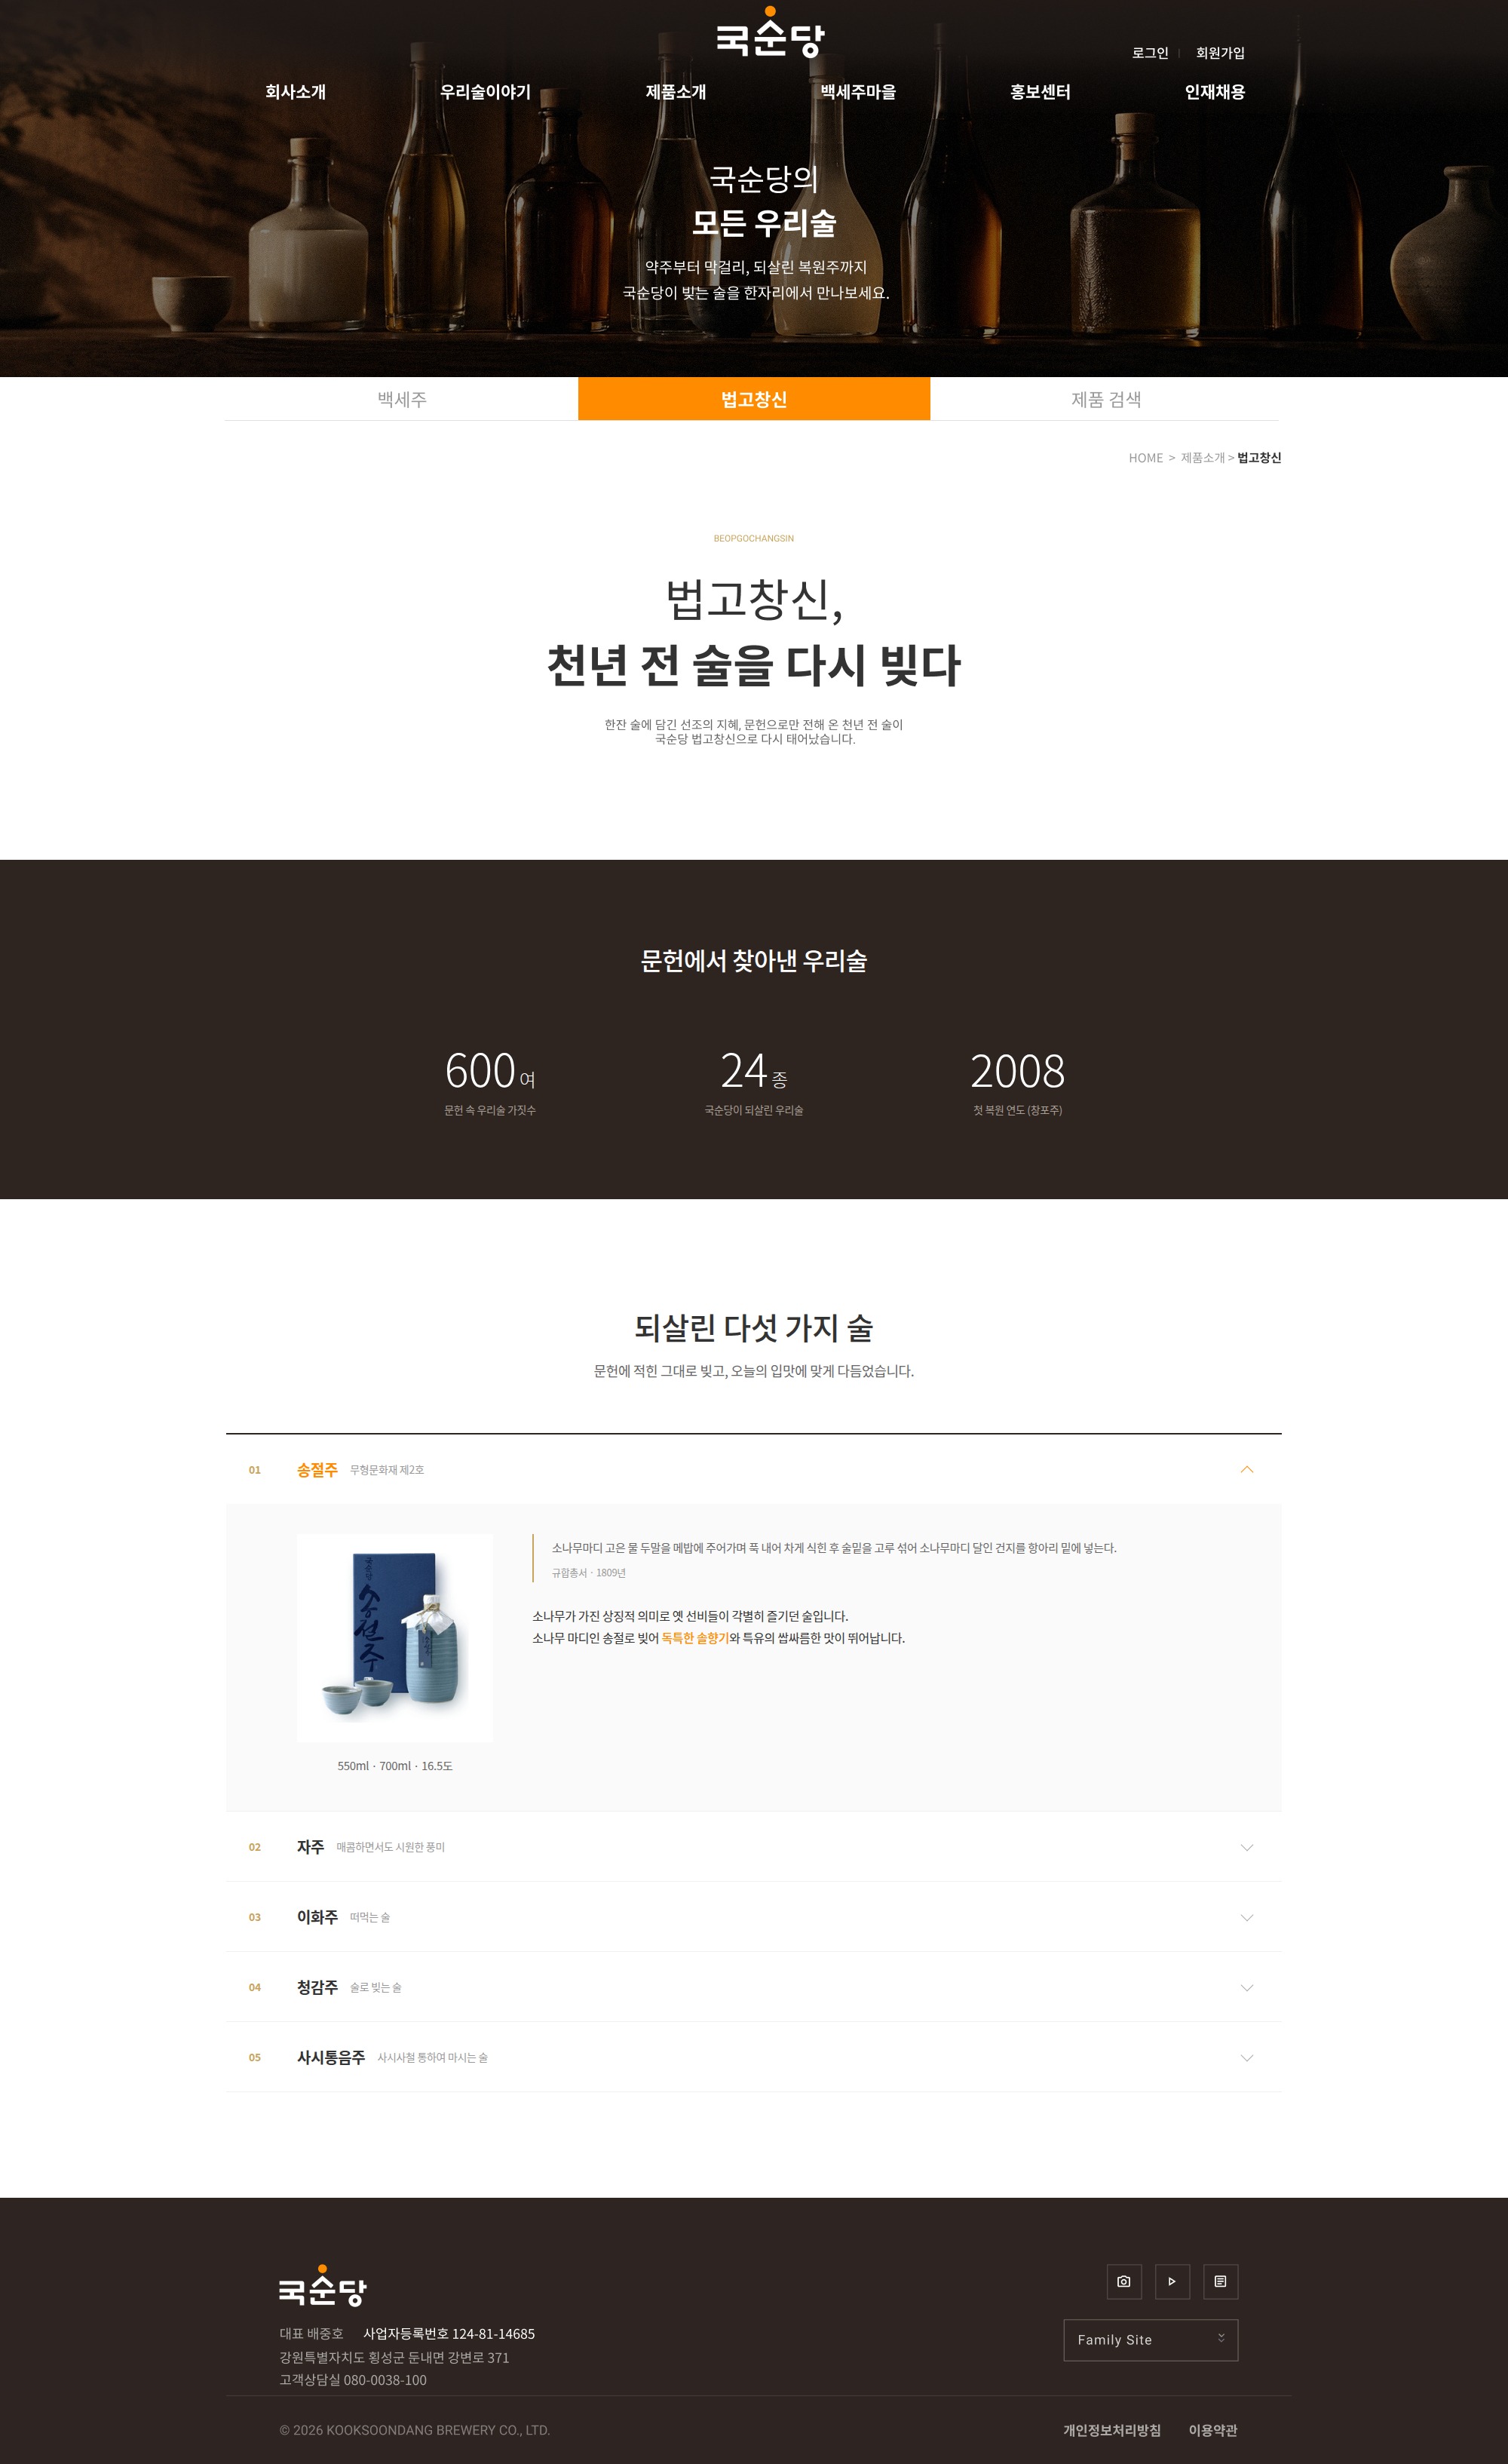 국순당
로그인 | 회원가입
회사소개 우리술이야기 제품소개 백세주마을 홍보센터 인재채용
국순당의
모든 우리술
약주부터 막걸리, 되살린 복원주까지
국순당이 빚는 술을 한자리에서 만나보세요.
백세주 법고창신 제품 검색
HOME > 제품소개 > 법고창신
BEOPGOCHANGSIN
법고창신,
천년 전 술을 다시 빚다
한잔 술에 담긴 선조의 지혜, 문헌으로만 전해 온 천년 전 술이
국순당 법고창신으로 다시 태어났습니다.
문헌에서 찾아낸 우리술
600 여 24 종 2008
문헌 속 우리술 가짓수 국순당이 되살린 우리술 첫 복원 연도 (창포주)
되살린 다섯 가지 술
문헌에 적힌 그대로 빚고, 오늘의 입맛에 맞게 다듬었습니다.
01 송절주 무형문화재 제2호
소나무마디 고은 물 두말을 메밥에 주어가며 푹 내어 차게 식힌 후 술밑을 고루 섞어 소나무마디 달인 건지를 항아리 밑에 넣는다.
규합총서 · 1809년
소나무가 가진 상징적 의미로 옛 선비들이 각별히 즐기던 술입니다.
소나무 마디인 송절로 빚어 독특한 솔향기와 특유의 쌉싸름한 맛이 뛰어납니다.
국순당
송절주
550ml · 700ml · 16.5도
02 자주 매콤하면서도 시원한 풍미
03 이화주 떠먹는 술
04 청감주 술로 빚는 술
05 사시통음주 사시사철 통하여 마시는 술
국순당
대표 배중호 사업자등록번호 124-81-14685
강원특별자치도 횡성군 둔내면 강변로 371
고객상담실 080-0038-100
Family Site
© 2026 KOOKSOONDANG BREWERY CO., LTD.
개인정보처리방침 이용약관